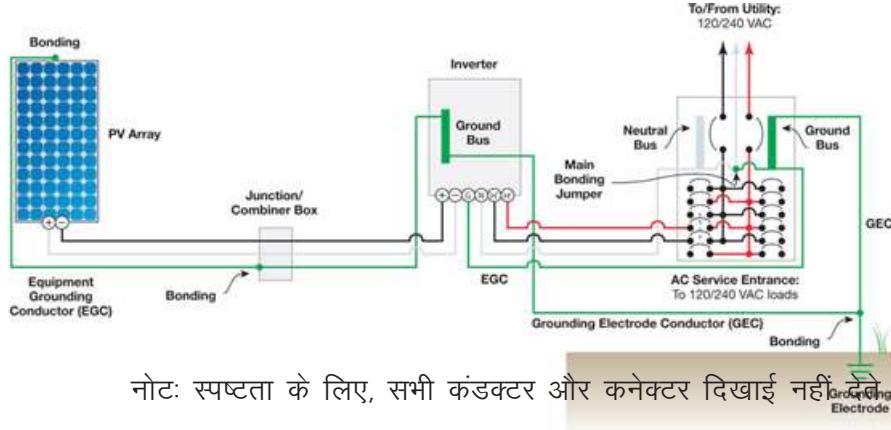 To/From Utility:
120/240 VAC
Bonding
PV Array
Inverter
Ground
Bus
Neutral
Bus
Ground
Bus
Main
Bonding
Jumper
Junction/
Combiner Box
GEC
Equipment
Grounding
Conductor (EGC)
Bonding
EGC
AC Service Entrance:
To 120/240 VAC loads
Grounding Electrode Conductor (GEC)
Bonding
नोटः स्पष्टता के लिए, सभी कंडक्टर और कनेक्टर दिखाई नहीं देते
Grounding
Electrode